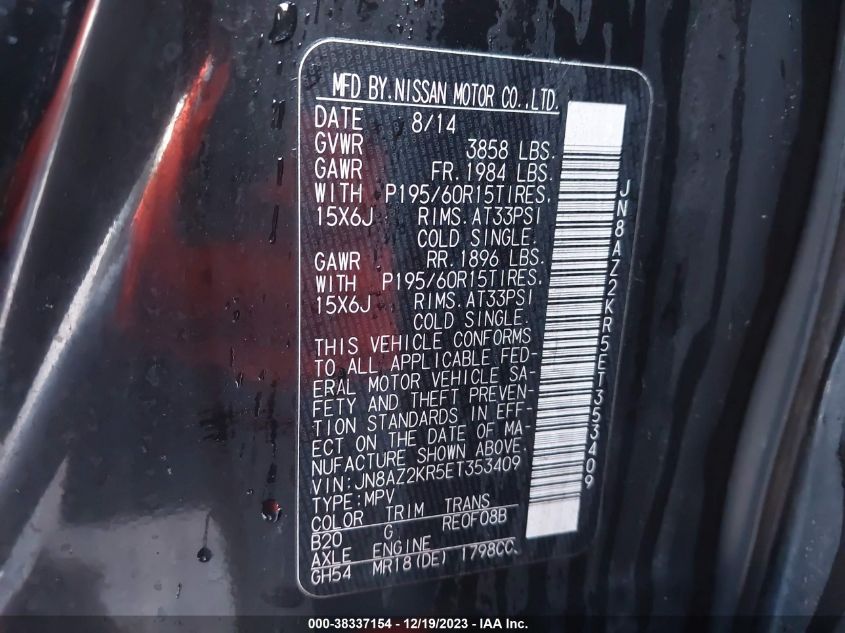 MFD BY.NISSAN MOTOR CO.,LTD.
DATE 8/14
GVWR 3858 LBS.
GAWR FR.1984 LBS.
WITH P195/60R15TIRES.
15X6J RIMS.AT33PSI
COLD SINGLE.
GAWR RR.1896 LBS.
WITH P195/60R15TIRES.
15X6J RIMS.AT33PSI
COLD SINGLE.
THIS VEHICLE CONFORMS
TO ALL APPLICABLE FED-
ERAL MOTOR VEHICLE SA-
FETY AND THEFT PREVEN-
TION STANDARDS IN EFF-
ECT ON THE DATE OF MA-
NUFACTURE SHOWN ABOVE.
VIN:JN8AZ2KR5ET353409
TYPE:MPV
COLOR TRIM TRANS
B20 G RE0F08B
AXLE ENGINE
GH54 MR18(DE) 1798CC
JN8AZ2KR5ET353409
000-38337154 - 12/19/2023 - IAA Inc.